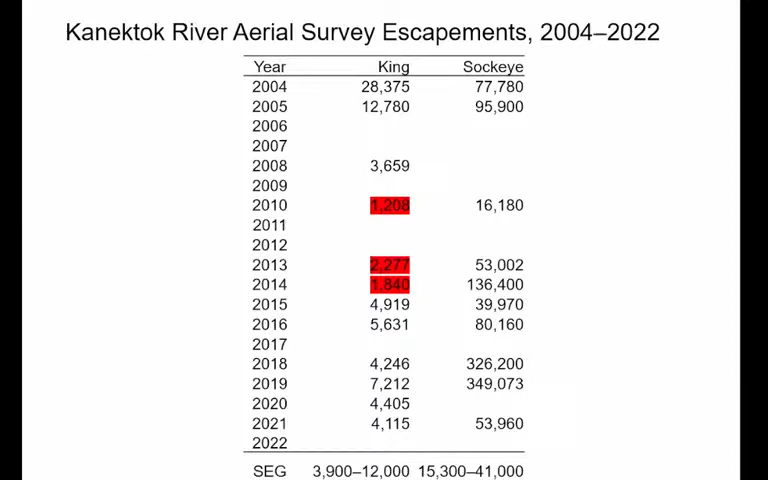 Kanektok River Aerial Survey Escapements, 2004–2022
Year King Sockeye
2004 28,375 77,780
2005 12,780 95,900
2006
2007
2008 3,659
2009
2010 1,208 16,180
2011
2012
2013 2,277 53,002
2014 1,840 136,400
2015 4,919 39,970
2016 5,631 80,160
2017
2018 4,246 326,200
2019 7,212 349,073
2020 4,405
2021 4,115 53,960
2022
SEG 3,900–12,000 15,300–41,000